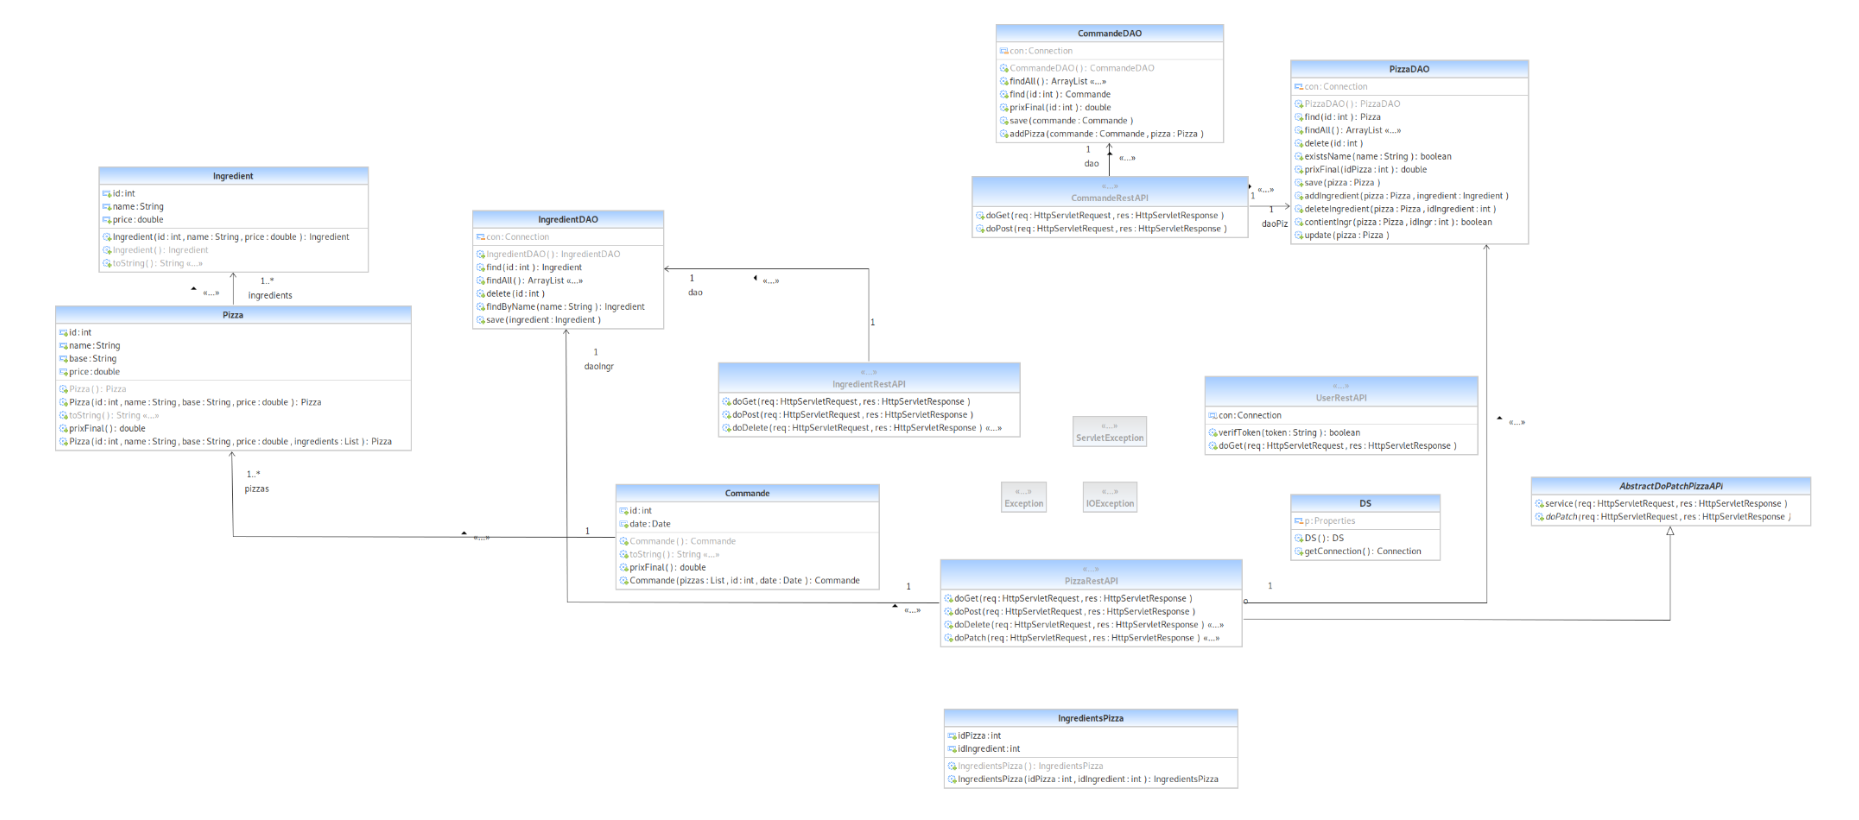 CommandeDAO
con : Connection
CommandeDAO ( ) : CommandeDAO
findAll ( ) : ArrayList «...»
find ( id : int ) : Commande
prixFinal ( id : int ) : double
save ( commande : Commande )
addPizza ( commande : Commande , pizza : Pizza )
1
dao
«...»
«...»
CommandeRestAPI
doGet ( req : HttpServletRequest , res : HttpServletResponse )
doPost ( req : HttpServletRequest , res : HttpServletResponse )
«...»
1
1
daoPiz
PizzaDAO
con : Connection
PizzaDAO ( ) : PizzaDAO
find ( id : int ) : Pizza
findAll ( ) : ArrayList «...»
delete ( id : int )
existsName ( name : String ) : boolean
prixFinal ( idPizza : int ) : double
save ( pizza : Pizza )
addIngredient ( pizza : Pizza , ingredient : Ingredient )
deleteIngredient ( pizza : Pizza , idIngredient : int )
contientIngr ( pizza : Pizza , idIngr : int ) : boolean
update ( pizza : Pizza )
Ingredient
id : int
name : String
price : double
Ingredient ( id : int , name : String , price : double ) : Ingredient
Ingredient ( ) : Ingredient
toString ( ) : String «...»
1..*
«...»
ingredients
Pizza
id : int
name : String
base : String
price : double
Pizza ( ) : Pizza
Pizza ( id : int , name : String , base : String , price : double ) : Pizza
toString ( ) : String «...»
prixFinal ( ) : double
Pizza ( id : int , name : String , base : String , price : double , ingredients : List ) : Pizza
1..*
pizzas
«...»
1
IngredientDAO
con : Connection
IngredientDAO ( ) : IngredientDAO
find ( id : int ) : Ingredient
findAll ( ) : ArrayList «...»
delete ( id : int )
findByName ( name : String ) : Ingredient
save ( ingredient : Ingredient )
1
dao
«...»
1
1
daoIngr
«...»
IngredientRestAPI
doGet ( req : HttpServletRequest , res : HttpServletResponse )
doPost ( req : HttpServletRequest , res : HttpServletResponse )
doDelete ( req : HttpServletRequest , res : HttpServletResponse ) «...»
«...»
ServletException
«...»
Exception
«...»
IOException
«...»
UserRestAPI
con : Connection
verifToken ( token : String ) : boolean
doGet ( req : HttpServletRequest , res : HttpServletResponse )
«...»
AbstractDoPatchPizzaAPi
service ( req : HttpServletRequest , res : HttpServletResponse )
doPatch ( req : HttpServletRequest , res : HttpServletResponse )
Commande
id : int
date : Date
Commande ( ) : Commande
toString ( ) : String «...»
prixFinal ( ) : double
Commande ( pizzas : List , id : int , date : Date ) : Commande
DS
p : Properties
DS ( ) : DS
getConnection ( ) : Connection
1
«...»
«...»
PizzaRestAPI
doGet ( req : HttpServletRequest , res : HttpServletResponse )
doPost ( req : HttpServletRequest , res : HttpServletResponse )
doDelete ( req : HttpServletRequest , res : HttpServletResponse ) «...»
doPatch ( req : HttpServletRequest , res : HttpServletResponse ) «...»
1
IngredientsPizza
idPizza : int
idIngredient : int
IngredientsPizza ( ) : IngredientsPizza
IngredientsPizza ( idPizza : int , idIngredient : int ) : IngredientsPizza